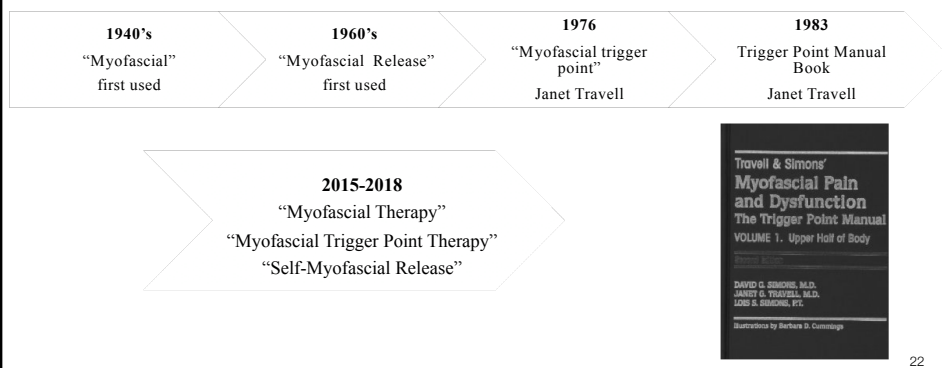 1940’s
“Myofascial”
first used
1960’s
“Myofascial Release”
first used
1976
“Myofascial trigger
point”
Janet Travell
1983
Trigger Point Manual
Book
Janet Travell
2015-2018
“Myofascial Therapy”
“Myofascial Trigger Point Therapy”
“Self-Myofascial Release”
Travell & Simons’
Myofascial Pain
and Dysfunction
The Trigger Point Manual
VOLUME 1. Upper Half of Body
DAVID G. SIMONS, M.D.
JANET G. TRAVELL, M.D.
LOIS S. SIMONS, P.T.
Illustrations by Barbara D. Cummings
22